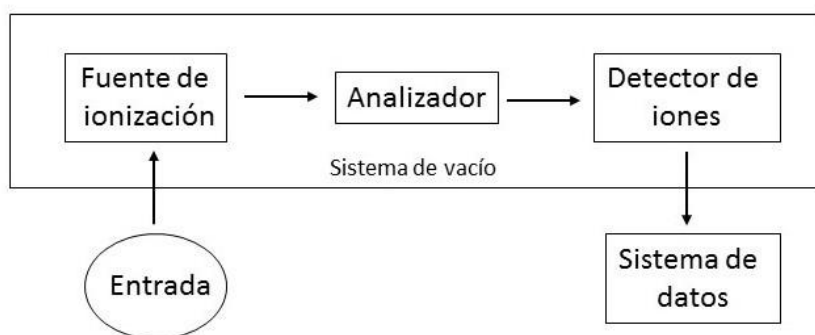 Fuente de
ionización
Analizador
Detector de
iones
Sistema de vacío
Entrada
Sistema de
datos